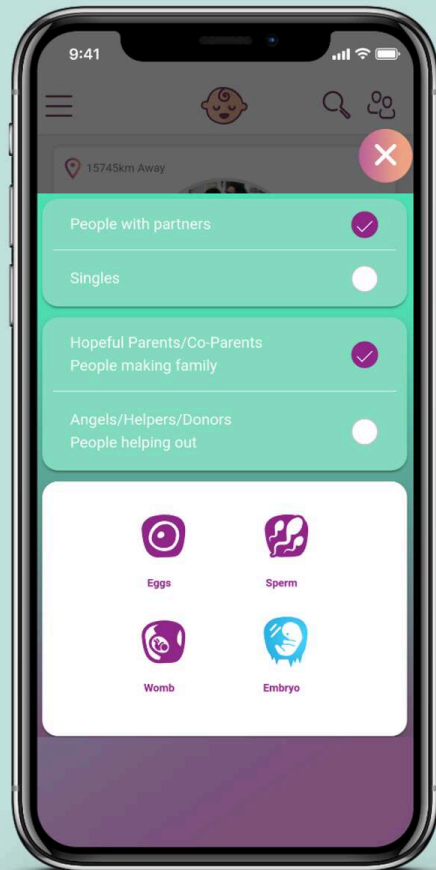 9:41
15745km Away
People with partners
Singles
Hopeful Parents/Co-Parents
People making family
Angels/Helpers/Donors
People helping out
Eggs
Sperm
Womb
Embryo